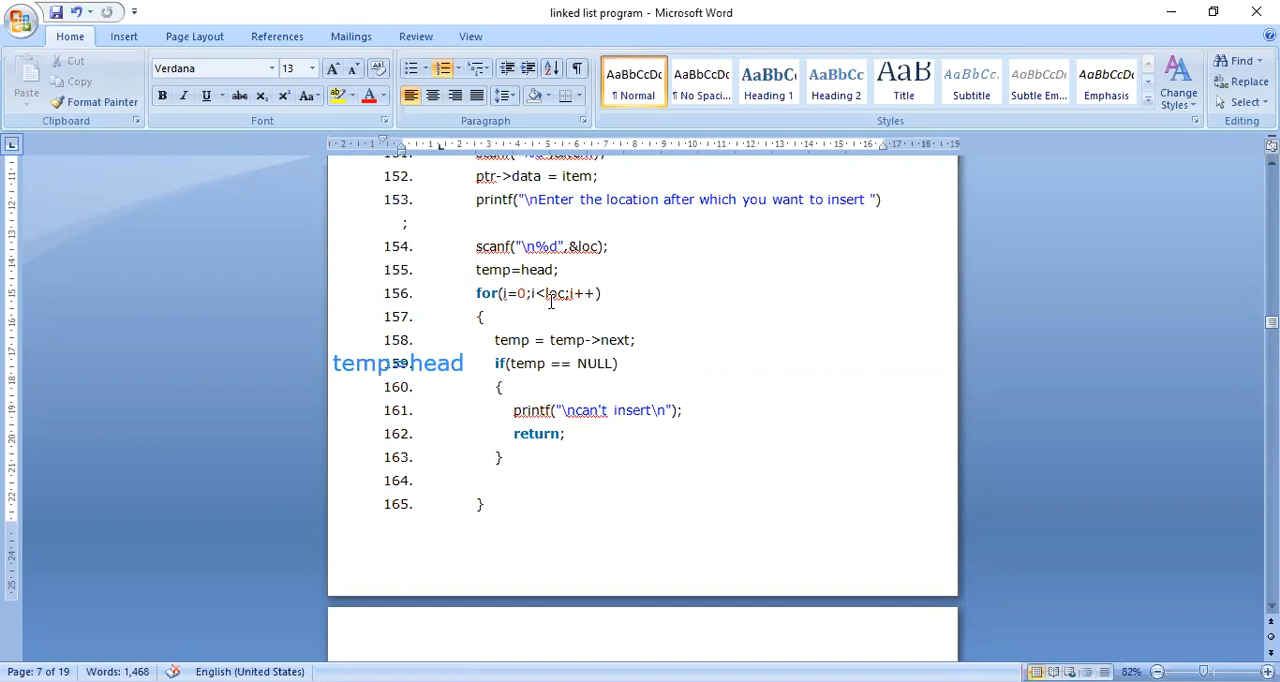 linked list program - Microsoft Word
Home Insert Page Layout References Mailings Review View
Cut
Copy
Format Painter
Paste
Clipboard
Verdana 13
Font
Paragraph
AaBbCcDc AaBbCcDc AaBbC AaBbCc AaB AaBbCc. AaBbCcDc AaBbCcDc
¶ Normal ¶ No Spaci... Heading 1 Heading 2 Title Subtitle Subtle Em... Emphasis
Change
Styles
Styles
Find
Replace
Select
Editing
152. ptr->data = item;
153. printf("\nEnter the location after which you want to insert ")
;
154. scanf("\n%d",&loc);
155. temp=head;
156. for(i=0;i<loc;i++)
157. {
158. temp = temp->next;
temp=head
159. if(temp == NULL)
160. {
161. printf("\ncan't insert\n");
162. return;
163. }
164.
165. }
Page: 7 of 19 Words: 1,468 English (United States) 82%